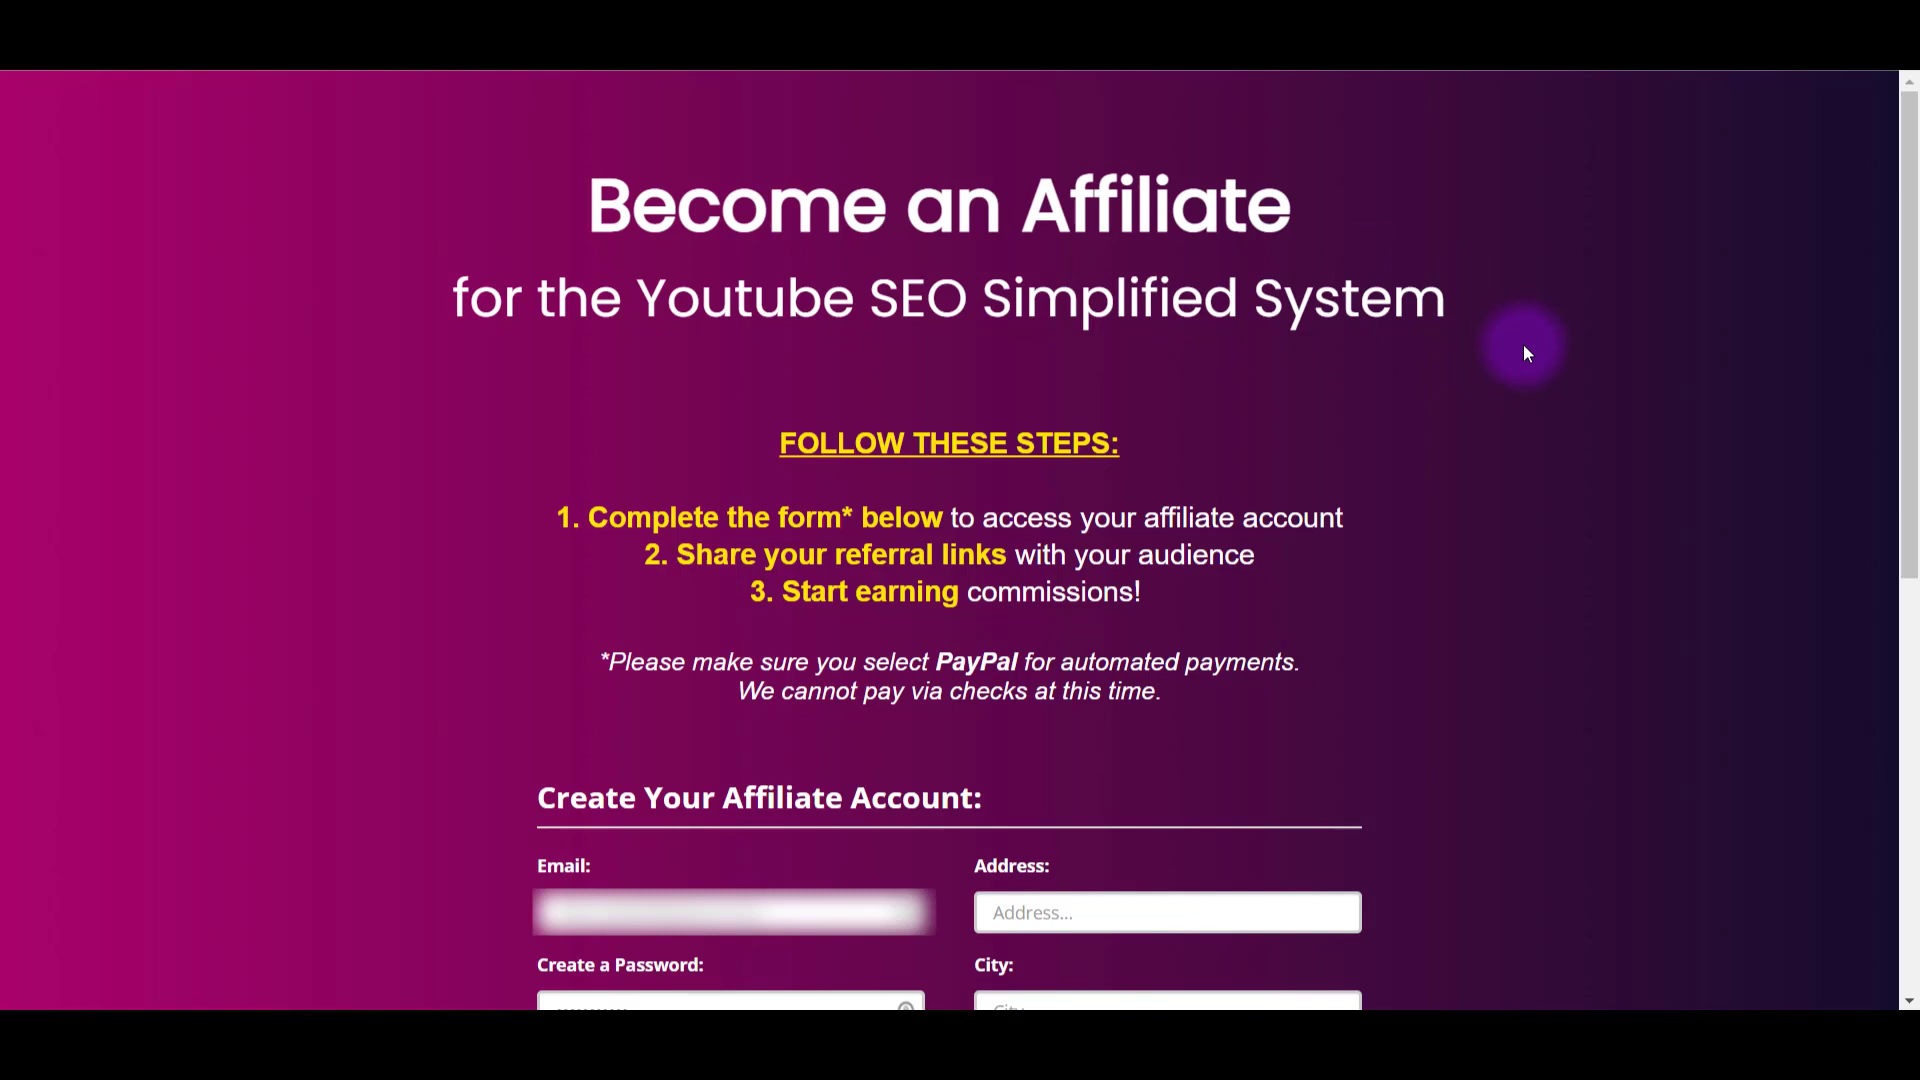 Become an Affiliate
for the Youtube SEO Simplified System
FOLLOW THESE STEPS:
1. Complete the form* below to access your affiliate account
2. Share your referral links with your audience
3. Start earning commissions!
*Please make sure you select PayPal for automated payments.
We cannot pay via checks at this time.
Create Your Affiliate Account:
Email:
Address:
Address...
Create a Password:
City: